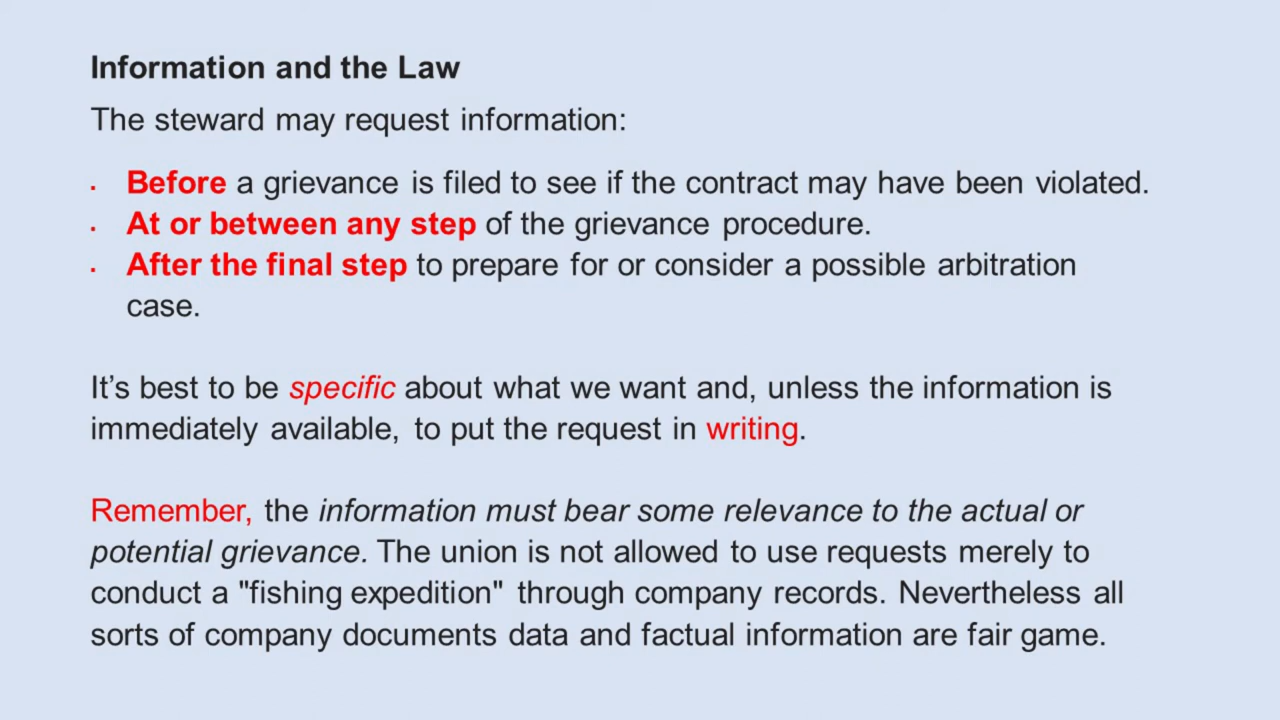 Information and the Law
The steward may request information:
▪ Before a grievance is filed to see if the contract may have been violated.
▪ At or between any step of the grievance procedure.
▪ After the final step to prepare for or consider a possible arbitration
case.
It’s best to be specific about what we want and, unless the information is
immediately available, to put the request in writing.
Remember, the information must bear some relevance to the actual or
potential grievance. The union is not allowed to use requests merely to
conduct a "fishing expedition" through company records. Nevertheless all
sorts of company documents data and factual information are fair game.